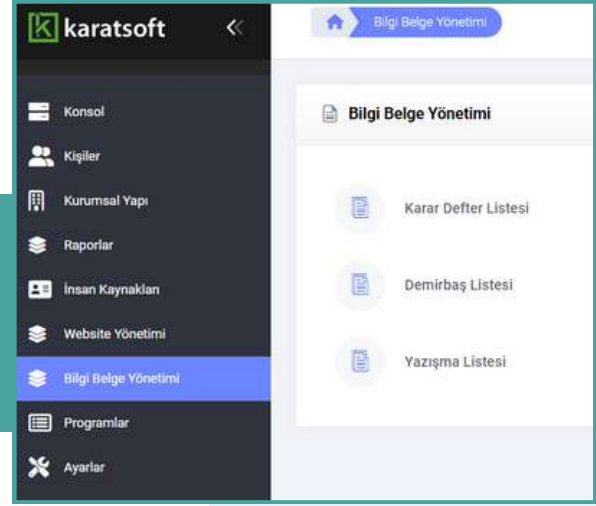 karatsoft
Bilgi Belge Yönetimi
Konsol
Kişiler
Kurumsal Yapı
Raporlar
İnsan Kaynakları
Website Yönetimi
Bilgi Belge Yönetimi
Programlar
Ayarlar
Bilgi Belge Yönetimi
Karar Defter Listesi
Demirbaş Listesi
Yazışma Listesi